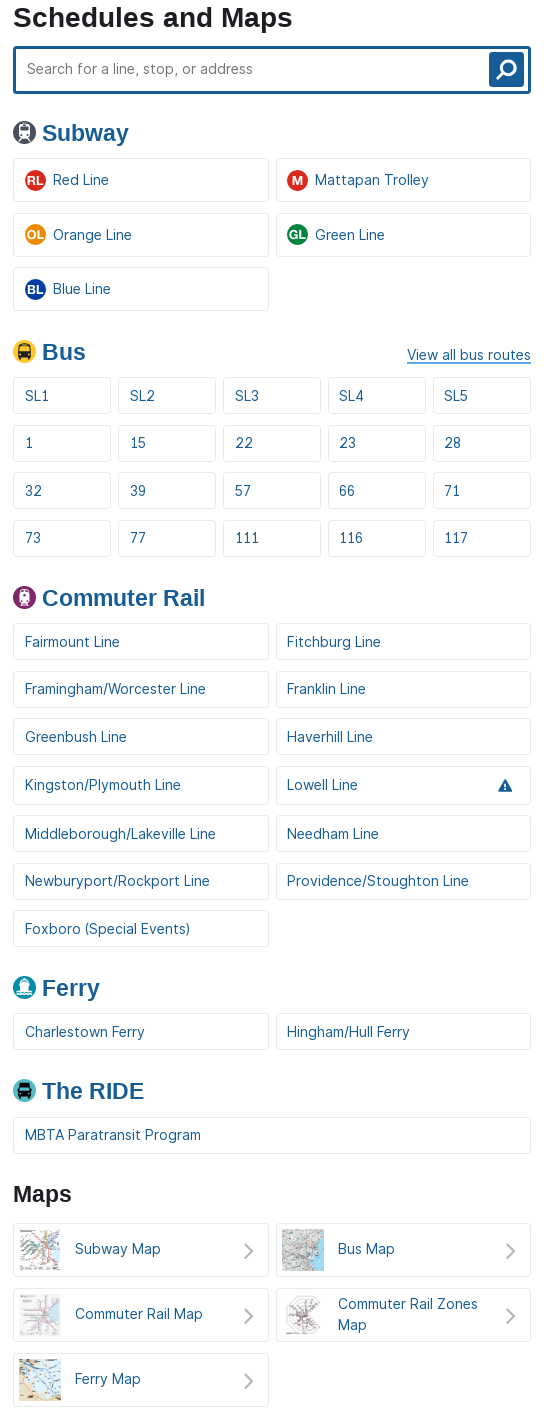 Schedules and Maps
Search for a line, stop, or address
Subway
RL Red Line
M Mattapan Trolley
OL Orange Line
GL Green Line
BL Blue Line
Bus
View all bus routes
SL1 SL2 SL3 SL4 SL5
1 15 22 23 28
32 39 57 66 71
73 77 111 116 117
Commuter Rail
Fairmount Line
Fitchburg Line
Framingham/Worcester Line
Franklin Line
Greenbush Line
Haverhill Line
Kingston/Plymouth Line
Lowell Line
Middleborough/Lakeville Line
Needham Line
Newburyport/Rockport Line
Providence/Stoughton Line
Foxboro (Special Events)
Ferry
Charlestown Ferry
Hingham/Hull Ferry
The RIDE
MBTA Paratransit Program
Maps
Subway Map
Bus Map
Commuter Rail Map
Commuter Rail Zones
Map
Ferry Map